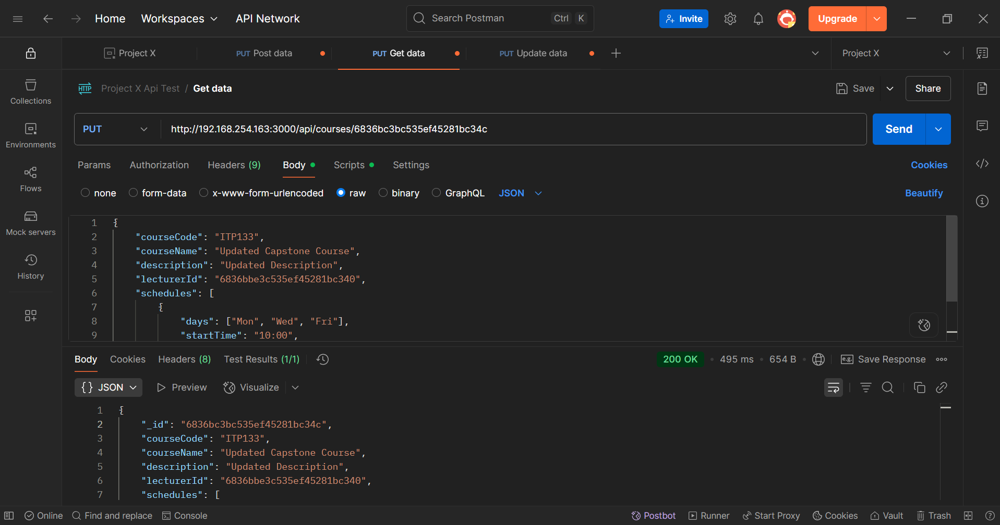 Home Workspaces API Network Search Postman Ctrl K Invite Upgrade
Project X PUT Post data PUT Get data PUT Update data Project X
HTTP Project X Api Test / Get data Save Share
Collections
Environments
Flows
Mock servers
History
PUT http://192.168.254.163:3000/api/courses/6836bc3bc535ef45281bc34c Send
Params Authorization Headers (9) Body Scripts Settings Cookies
none form-data x-www-form-urlencoded raw binary GraphQL JSON Beautify
1 {
2 "courseCode": "ITP133",
3 "courseName": "Updated Capstone Course",
4 "description": "Updated Description",
5 "lecturerId": "6836bbe3c535ef45281bc340",
6 "schedules": [
7 {
8 "days": ["Mon", "Wed", "Fri"],
9 "startTime": "10:00",
Body Cookies Headers (8) Test Results (1/1) 200 OK • 495 ms • 654 B • e.g. Save Response
{} JSON Preview Visualize
1 {
2 "_id": "6836bc3bc535ef45281bc34c",
3 "courseCode": "ITP133",
4 "courseName": "Updated Capstone Course",
5 "description": "Updated Description",
6 "lecturerId": "6836bbe3c535ef45281bc340",
7 "schedules": [
Online Find and replace Console Postbot Runner Start Proxy Cookies Vault Trash